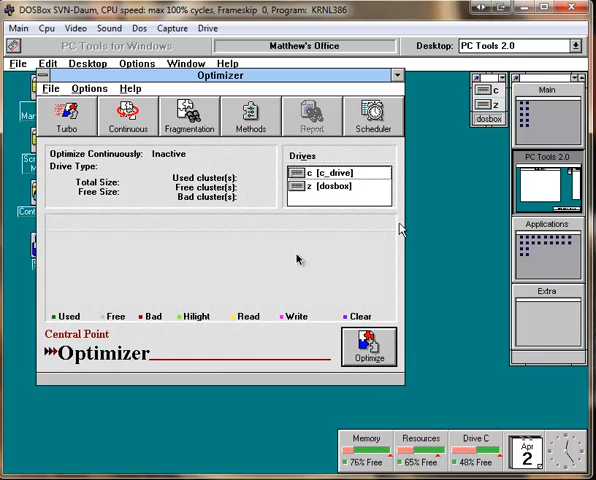 DOSBox SVN-Daum, CPU speed: max 100% cycles, Frameskip 0, Program: KRNL386
Main Cpu Video Sound Dos Capture Drive
PC Tools for Windows Matthew's Office Desktop: PC Tools 2.0
File Edit Desktop Options Window Help
Optimizer
File Options Help
Turbo Continuous Fragmentation Methods Report Scheduler
Optimize Continuously: Inactive
Drive Type:
Total Size: Used cluster(s):
Free Size: Free cluster(s):
Bad cluster(s):
Drives
c [c_drive]
z [dosbox]
Used Free Bad Hilight Read Write Clear
Central Point
Optimizer
Optimize
c
z
dosbox
Main
PC Tools 2.0
Applications
Extra
Memory Resources Drive C
76% Free 65% Free 48% Free
Apr
2